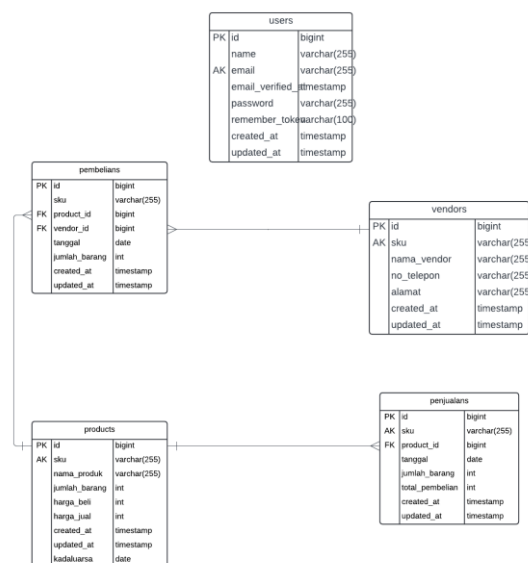 users
PK id bigint
name varchar(255)
AK email varchar(255)
email_verified_at timestamp
password varchar(255)
remember_token varchar(100)
created_at timestamp
updated_at timestamp
pembelians
PK id bigint
sku varchar(255)
FK product_id bigint
FK vendor_id bigint
tanggal date
jumlah_barang int
created_at timestamp
updated_at timestamp
vendors
PK id bigint
AK sku varchar(255
nama_vendor varchar(255
no_telepon varchar(255
alamat varchar(255
created_at timestamp
updated_at timestamp
products
PK id bigint
AK sku varchar(255)
nama_produk varchar(255)
jumlah_barang int
harga_beli int
harga_jual int
created_at timestamp
updated_at timestamp
kadaluarsa date
penjualans
PK id bigint
AK sku varchar(255)
FK product_id bigint
tanggal date
jumlah_barang int
total_pembelian int
created_at timestamp
updated_at timestamp